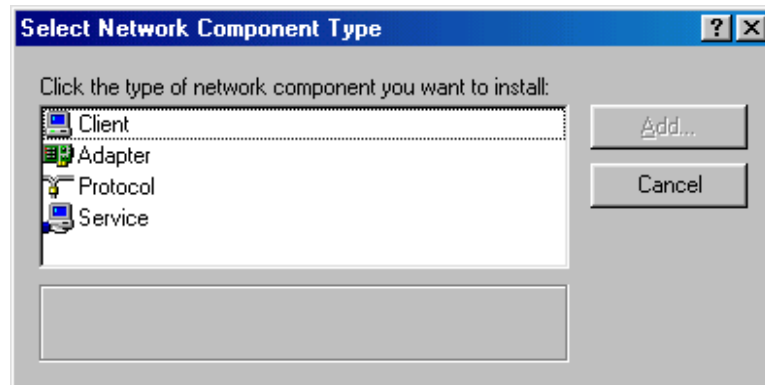 Select Network Component Type
Click the type of network component you want to install:
Client
Add...
Adapter
Protocol
Cancel
Service